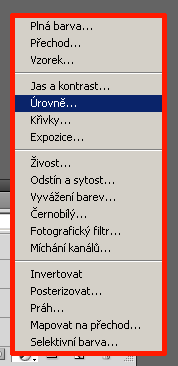 Plná barva...
Přechod...
Vzorek...
Jas a kontrast...
Úrovně...
Křivky...
Expozice...
Živost...
Odstín a sytost...
Vyvážení barev...
Černobílý...
Fotografický filtr...
Míchání kanálů...
Invertovat
Posterizovat...
Práh...
Mapovat na přechod...
Selektivní barva...